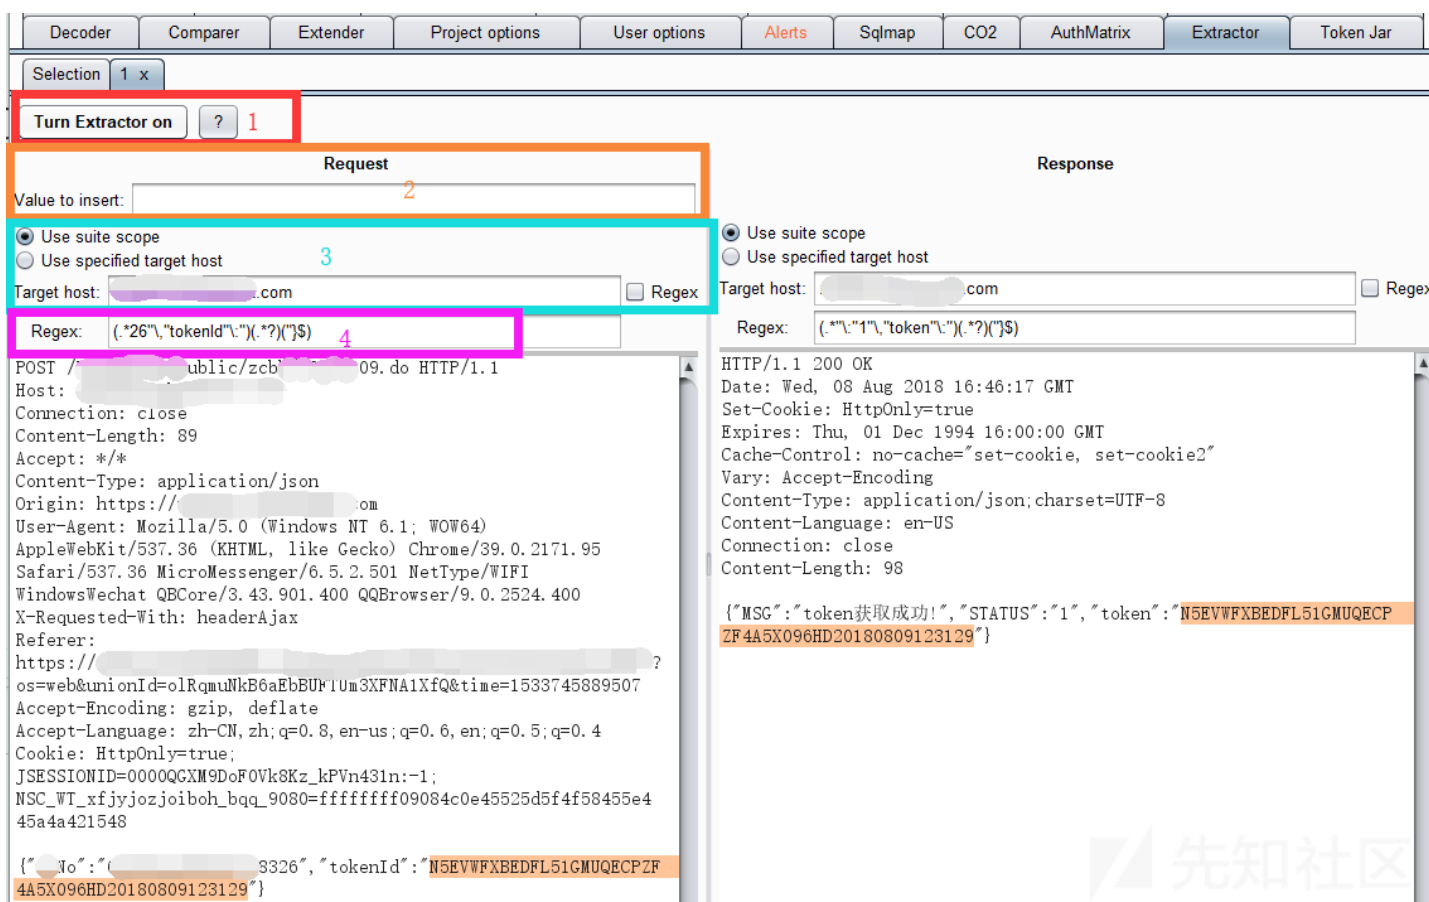 Decoder Comparer Extender Project options User options Alerts Sqlmap CO2 AuthMatrix Extractor Token Jar
Selection 1 x
Turn Extractor on ? 1
Request
Value to insert: 2
Use suite scope
Use specified target host 3
Target host: .com Regex
Regex: (.*26"\,"tokenId"\:")(.*?)("}$) 4
POST / ublic/zcb 09.do HTTP/1.1
Host:
Connection: close
Content-Length: 89
Accept: */*
Content-Type: application/json
Origin: https:// om
User-Agent: Mozilla/5.0 (Windows NT 6.1; WOW64)
AppleWebKit/537.36 (KHTML, like Gecko) Chrome/39.0.2171.95
Safari/537.36 MicroMessenger/6.5.2.501 NetType/WIFI
WindowsWechat QBCore/3.43.901.400 QQBrowser/9.0.2524.400
X-Requested-With: headerAjax
Referer:
https:// ?
os=web&unionId=olRqmuNkB6aEbBUFTUm3XFNA1XfQ&time=1533745889507
Accept-Encoding: gzip, deflate
Accept-Language: zh-CN,zh;q=0.8,en-us;q=0.6,en;q=0.5;q=0.4
Cookie: HttpOnly=true;
JSESSIONID=0000QGXM9DoF0Vk8Kz_kPVn431n:-1;
NSC_WT_xfjyjozjoiboh_bqq_9080=ffffffff09084c0e45525d5f4f58455e4
45a4a421548
{" No":" 8326","tokenId":"N5EVWFXBEDFL51GMUQECPZF
4A5X096HD20180809123129"}
Response
Use suite scope
Use specified target host
Target host: .com Regex
Regex: (.*"\:"1"\,"token"\:")(.*?)("}$)
HTTP/1.1 200 OK
Date: Wed, 08 Aug 2018 16:46:17 GMT
Set-Cookie: HttpOnly=true
Expires: Thu, 01 Dec 1994 16:00:00 GMT
Cache-Control: no-cache="set-cookie, set-cookie2"
Vary: Accept-Encoding
Content-Type: application/json;charset=UTF-8
Content-Language: en-US
Connection: close
Content-Length: 98
{"MSG":"token获取成功!","STATUS":"1","token":"N5EVWFXBEDFL51GMUQECP
ZF4A5X096HD20180809123129"}
先知社区